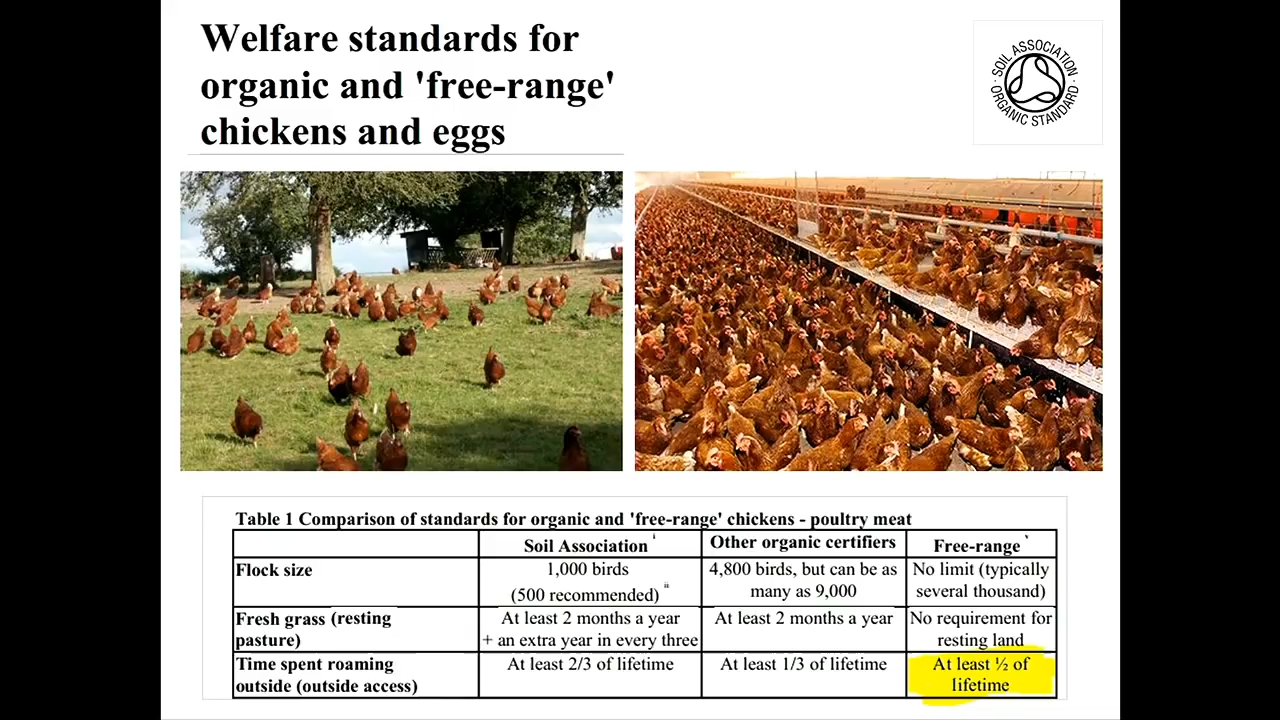 Welfare standards for
organic and 'free-range'
chickens and eggs
SOIL ASSOCIATION
ORGANIC STANDARD
Table 1 Comparison of standards for organic and 'free-range' chickens - poultry meat
Soil Association i Other organic certifiers Free-range v
Flock size 1,000 birds 4,800 birds, but can be as No limit (typically
(500 recommended) ii many as 9,000 several thousand)
Fresh grass (resting At least 2 months a year At least 2 months a year No requirement for
pasture) + an extra year in every three resting land
Time spent roaming At least 2/3 of lifetime At least 1/3 of lifetime At least ½ of
outside (outside access) lifetime